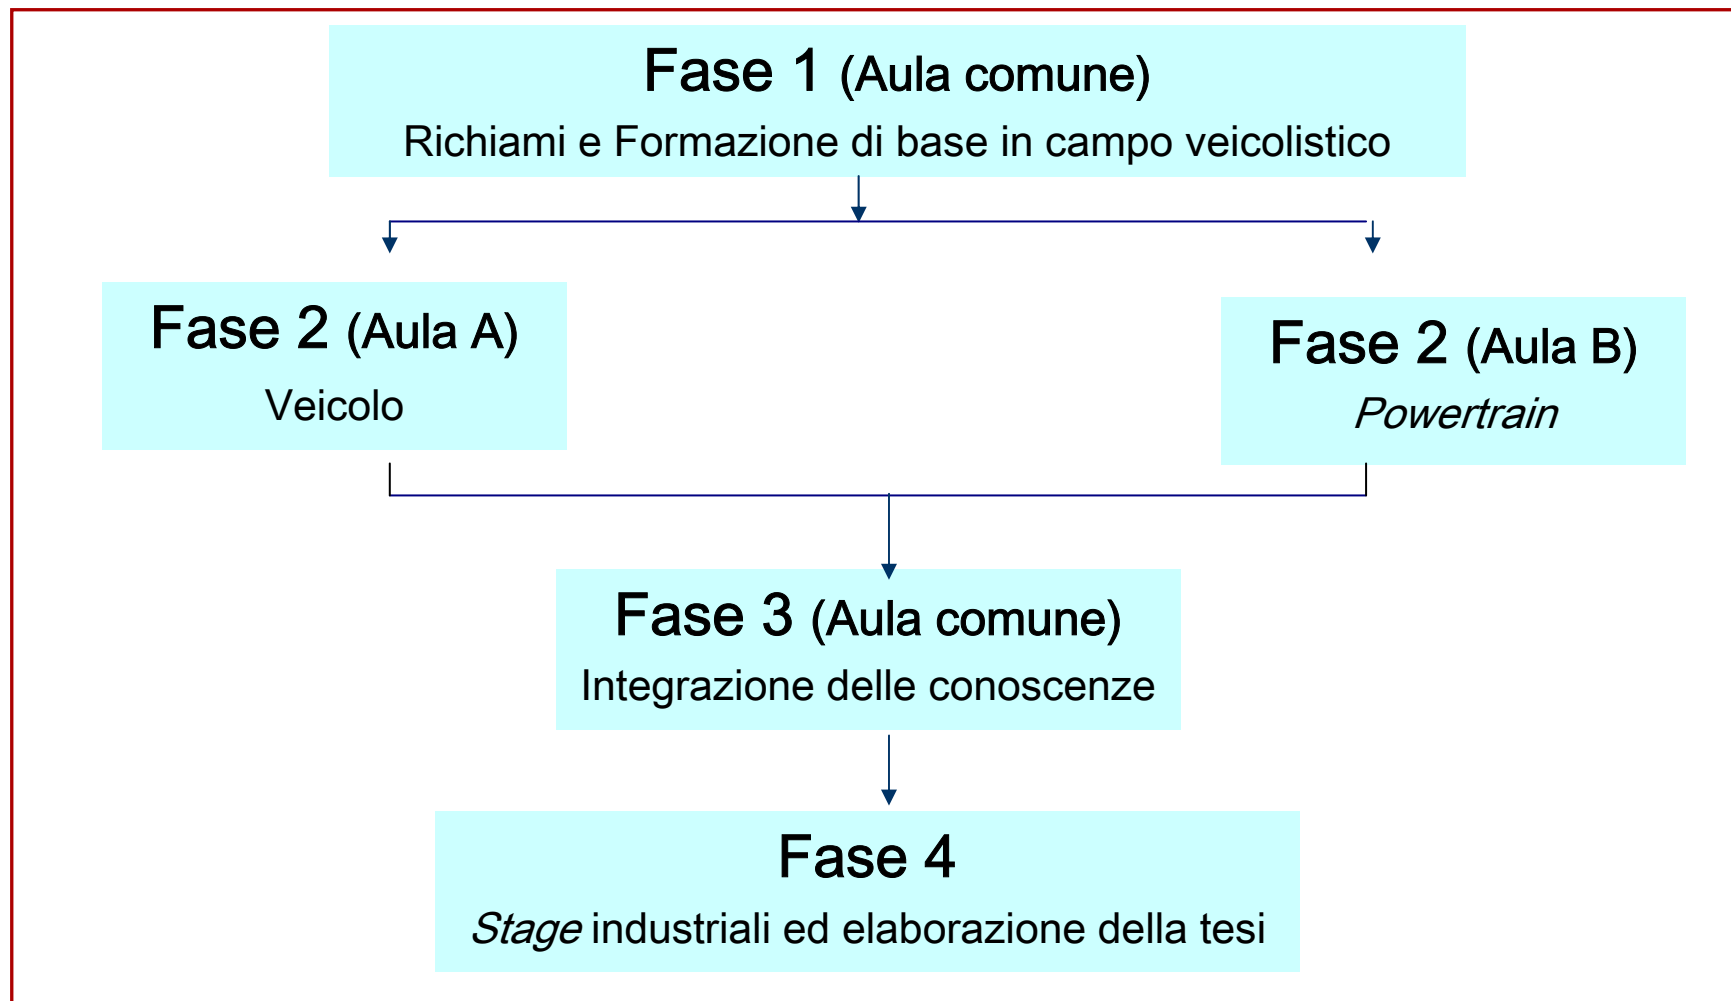 Fase 1 (Aula comune)
Richiami e Formazione di base in campo veicolistico
Fase 2 (Aula A)
Veicolo
Fase 2 (Aula B)
Powertrain
Fase 3 (Aula comune)
Integrazione delle conoscenze
Fase 4
Stage industriali ed elaborazione della tesi